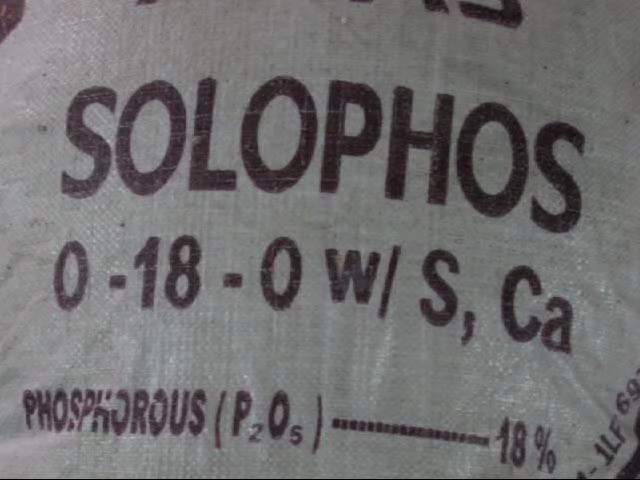 SOLOPHOS
0-18-0 W/ S, Ca
PHOSPHOROUS (P₂O₅) ---------- 18%